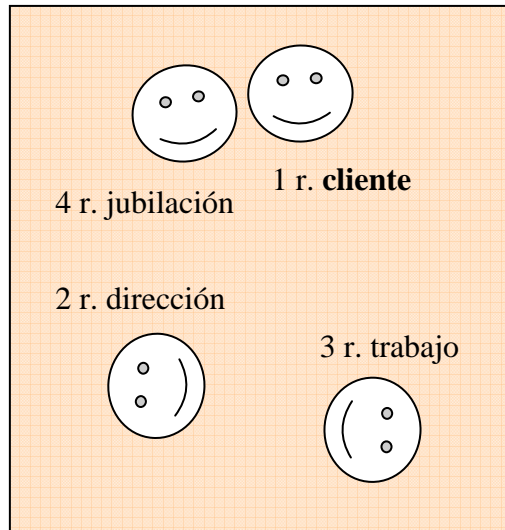 1 r. cliente
4 r. jubilación
2 r. dirección
3 r. trabajo